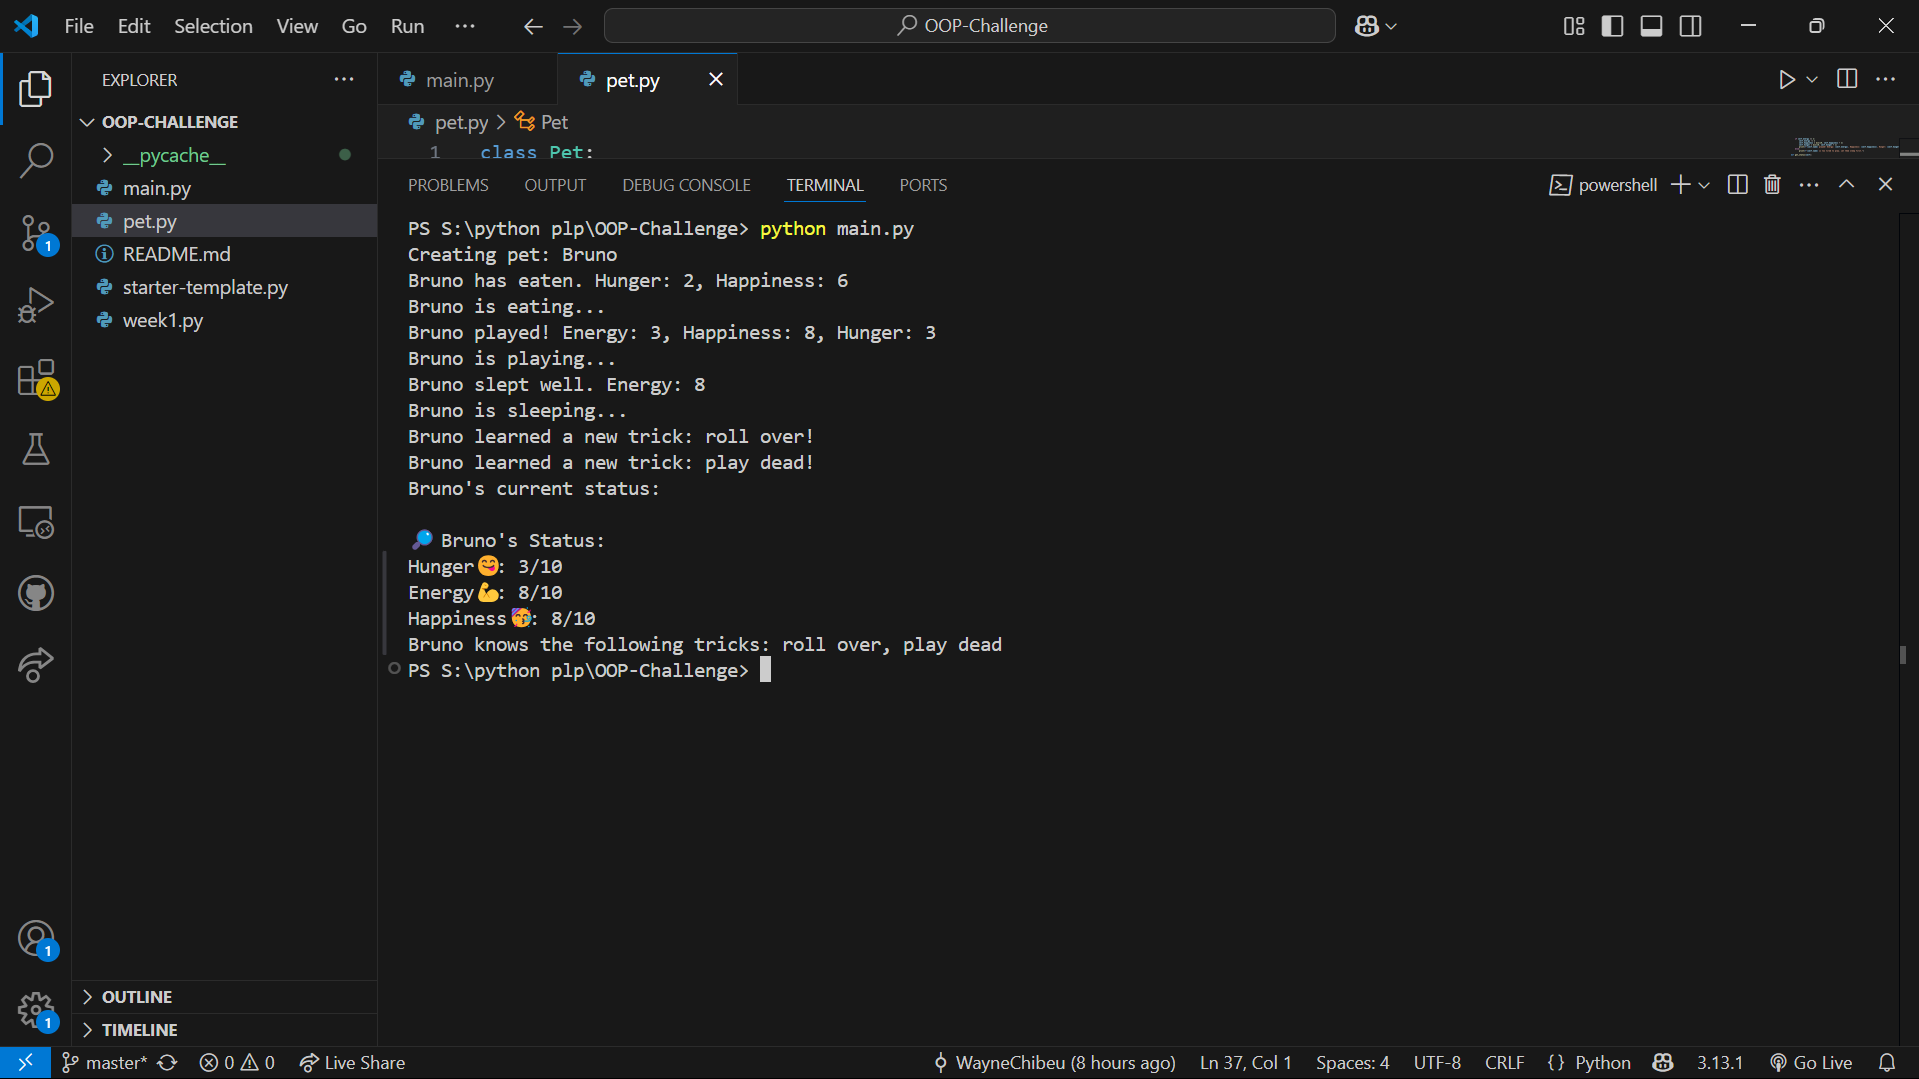 File Edit Selection View Go Run ... OOP-Challenge
EXPLORER
OOP-CHALLENGE
__pycache__
main.py
pet.py
README.md
starter-template.py
week1.py
OUTLINE
TIMELINE
main.py pet.py
pet.py > Pet
1 class Pet:
PROBLEMS OUTPUT DEBUG CONSOLE TERMINAL PORTS powershell
PS S:\python plp\OOP-Challenge> python main.py
Creating pet: Bruno
Bruno has eaten. Hunger: 2, Happiness: 6
Bruno is eating...
Bruno played! Energy: 3, Happiness: 8, Hunger: 3
Bruno is playing...
Bruno slept well. Energy: 8
Bruno is sleeping...
Bruno learned a new trick: roll over!
Bruno learned a new trick: play dead!
Bruno's current status:
🔎 Bruno's Status:
Hunger😋: 3/10
Energy💪: 8/10
Happiness🥳: 8/10
Bruno knows the following tricks: roll over, play dead
PS S:\python plp\OOP-Challenge>
1
1
1
master* 0 0 Live Share WayneChibeu (8 hours ago) Ln 37, Col 1 Spaces: 4 UTF-8 CRLF {} Python 3.13.1 Go Live